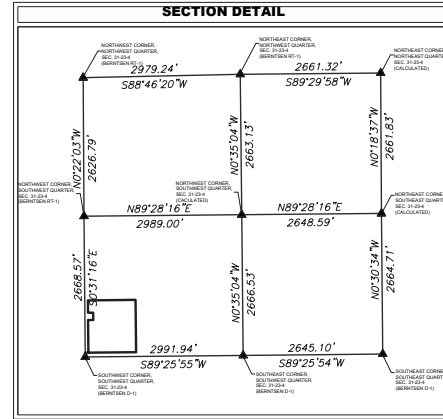 SECTION DETAIL
NORTHWEST CORNER,
NORTHWEST QUARTER,
SEC. 31-23-4
(BERNTSEN RT-1)
NORTHEAST CORNER,
NORTHWEST QUARTER,
SEC. 31-23-4
(BERNTSEN RT-1)
NORTHEAST CORNER
NORTHEAST QUARTER
SEC. 31-23-4
(CALCULATED)
2979.24'
S88°46'20"W
2661.32'
S89°29'58"W
N0°22'03"W
2626.79'
N0°35'04"W
2663.13'
N0°18'37"W
2661.83'
NORTHWEST CORNER,
SOUTHWEST QUARTER,
SEC. 31-23-4
(BERNTSEN RT-1)
NORTHWEST CORNER,
SOUTHEAST QUARTER,
SEC. 31-23-4
(CACULATED)
NORTHEAST CORNER
SOUTHEAST QUARTER
SEC. 31-23-4
(CALCULATED)
N89°28'16"E
2989.00'
N89°28'16"E
2648.59'
2668.57'
S0°31'16"E
N0°35'04"W
2666.53'
N0°30'34"W
2664.71'
2991.94'
S89°25'55"W
2645.10'
S89°25'54"W
SOUTHWEST CORNER,
SOUTHWEST QUARTER,
SEC. 31-23-4
(BERNTSEN D-1)
SOUTHEAST CORNER,
SOUTHWEST QUARTER,
SEC. 31-23-4
(BERNTSEN D-1)
SOUTHEAST CORNER
SOUTHEAST QUARTER
SEC. 31-23-4
(BERNTSEN D-1)